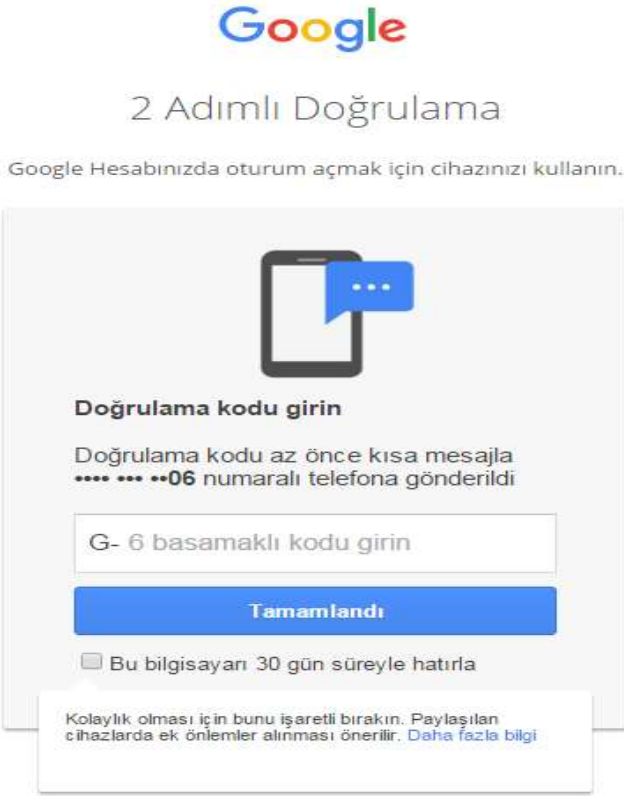 Google
2 Adımlı Doğrulama
Google Hesabınızda oturum açmak için cihazınızı kullanın.
Doğrulama kodu girin
Doğrulama kodu az önce kısa mesajla
•••• ••• ••06 numaralı telefona gönderildi
G- 6 basamaklı kodu girin
Tamamlandı
Bu bilgisayarı 30 gün süreyle hatırla
Kolaylık olması için bunu işaretli bırakın. Paylaşılan
cihazlarda ek önlemler alınması önerilir. Daha fazla bilgi